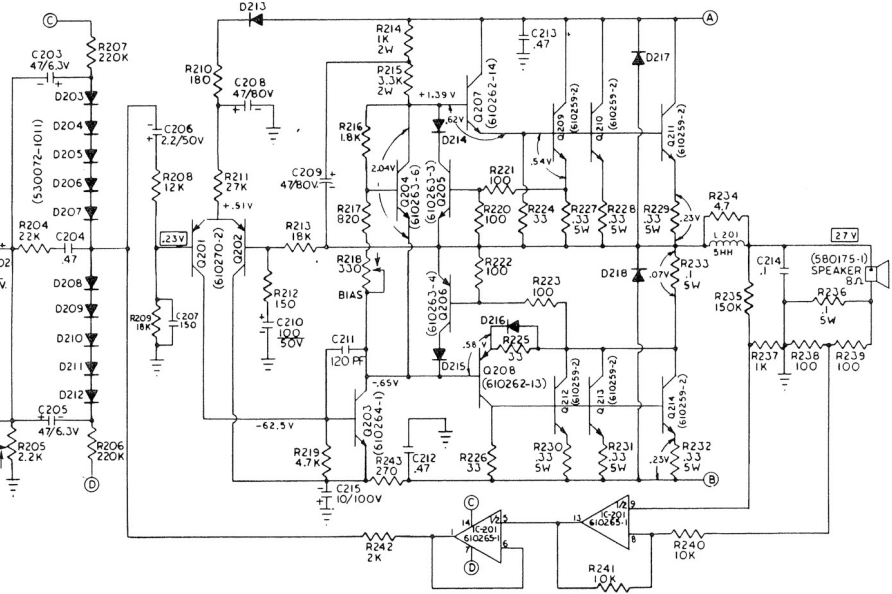 C
R207
220K
C203
47/6.3V
- +
D203
D204
D205
D206
D207
(530072-1011)
R204
22K
C204
.47
D208
D209
D210
D211
D212
C205
47/6.3V
+ -
R205
2.2K
R206
220K
D
D213
R210
180
C208
47/80V
C206
2.2/50V
R208
12K
R211
27K
+.51V
.23V
Q201
(610270-2)
Q202
R209
18K
C207
150
R212
150
C210
100
50V
R213
18K
C209
47/80V
R214
1K
2W
R215
3.3K
2W
+1.39V
R216
1.8K
R217
820
R218
330
BIAS
2.04V
Q204
(610263-6)
Q205
(610263-3)
D214
.62V
Q207
(610262-14)
C213
.47
R221
100
R220
100
R222
100
R223
100
R224
33
.54V
Q209
(610259-2)
Q210
(610259-2)
Q211
(610259-2)
D217
A
R227
.33
5W
R228
.33
5W
R229
.33
5W
.23V
R234
4.7
L 201
5MH
27V
(580175-1)
SPEAKER
8Ω
C214
.1
R233
.1
5W
.07V
D218
R235
150K
R236
.1
5W
R237
1K
R238
100
R239
100
Q206
(610263-4)
D215
D216
R225
33
.58
V
Q208
(610262-13)
C211
120 PF
-.65V
-62.5V
Q203
(610264-1)
R219
4.7K
C215
10/100V
R243
270
C212
.47
R226
33
Q212
(610259-2)
Q213
(610259-2)
Q214
(610259-2)
R230
.33
5W
R231
.33
5W
R232
.33
5W
.23V
B
R242
2K
C
14
1
1/2
IC-201
610265-1
5
6
7
D
13
1/2
IC-201
610265-1
9
8
R240
10K
R241
10K